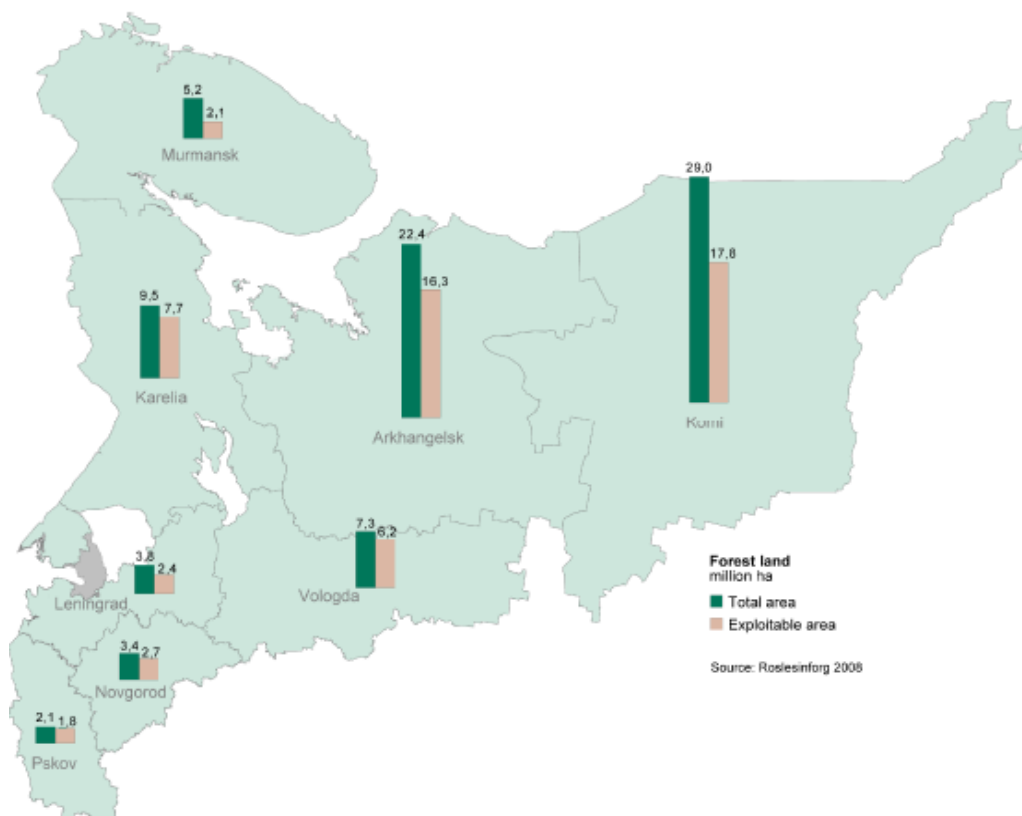 5,2
2,1
Murmansk
29,0
17,8
Komi
22,4
16,3
Arkhangelsk
9,5
7,7
Karelia
7,3
6,2
Vologda
3,8
2,4
Leningrad
3,4
2,7
Novgorod
2,1
1,8
Pskov
Forest land
million ha
Total area
Exploitable area
Source: Roslesinforg 2008